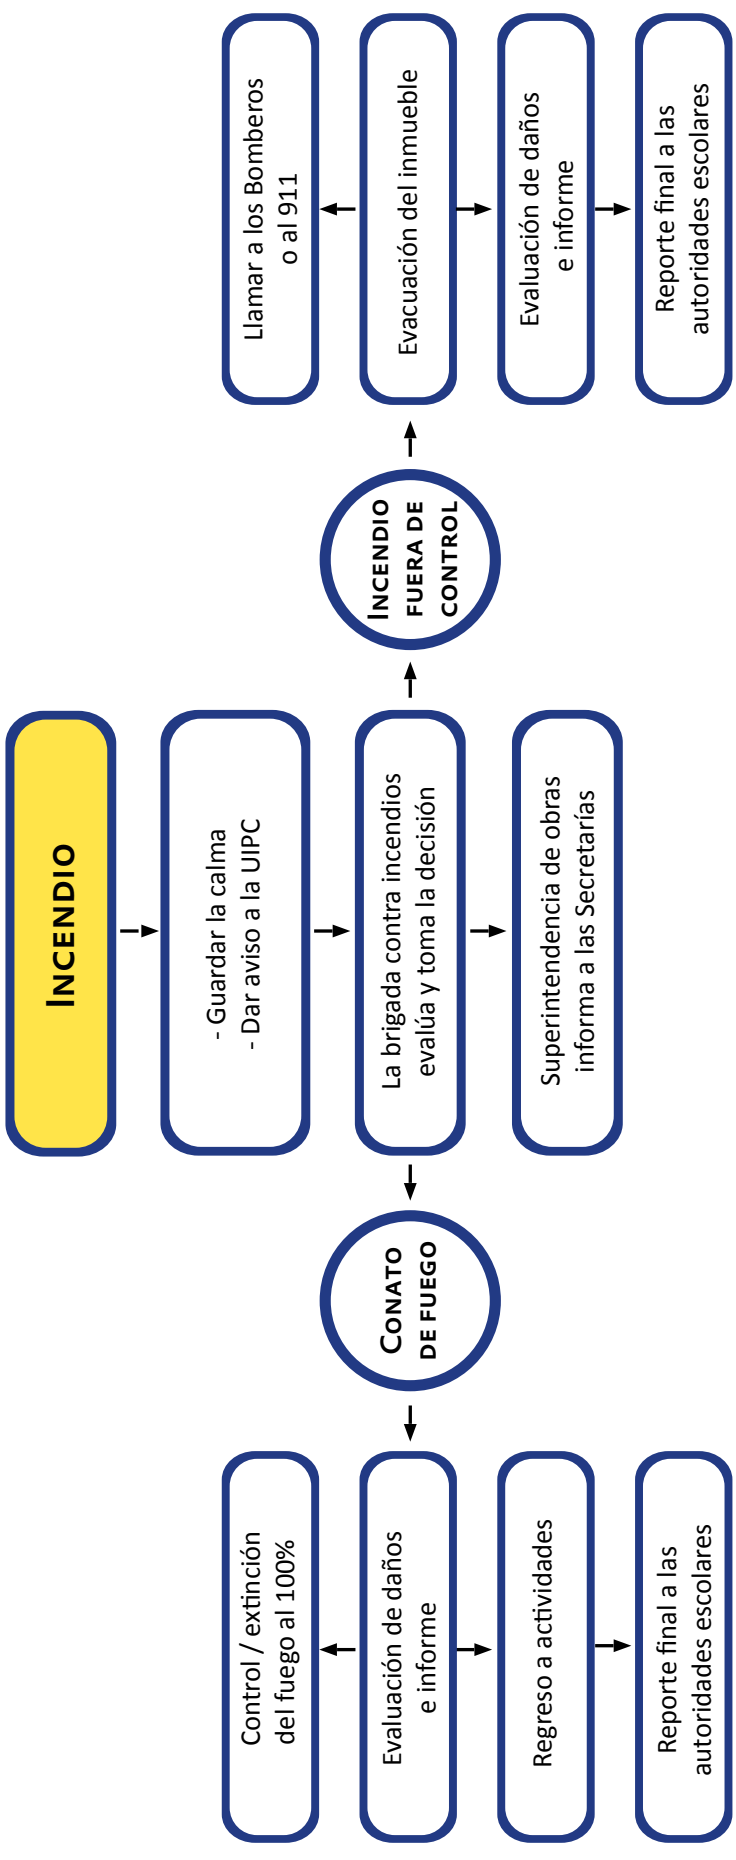 INCENDIO
- Guardar la calma
- Dar aviso a la UIPC
La brigada contra incendios
evalúa y toma la decisión
Superintendencia de obras
informa a las Secretarías
CONATO
DE FUEGO
Control / extinción
del fuego al 100%
Evaluación de daños
e informe
Regreso a actividades
Reporte final a las
autoridades escolares
INCENDIO
FUERA DE
CONTROL
Llamar a los Bomberos
o al 911
Evacuación del inmueble
Evaluación de daños
e informe
Reporte final a las
autoridades escolares